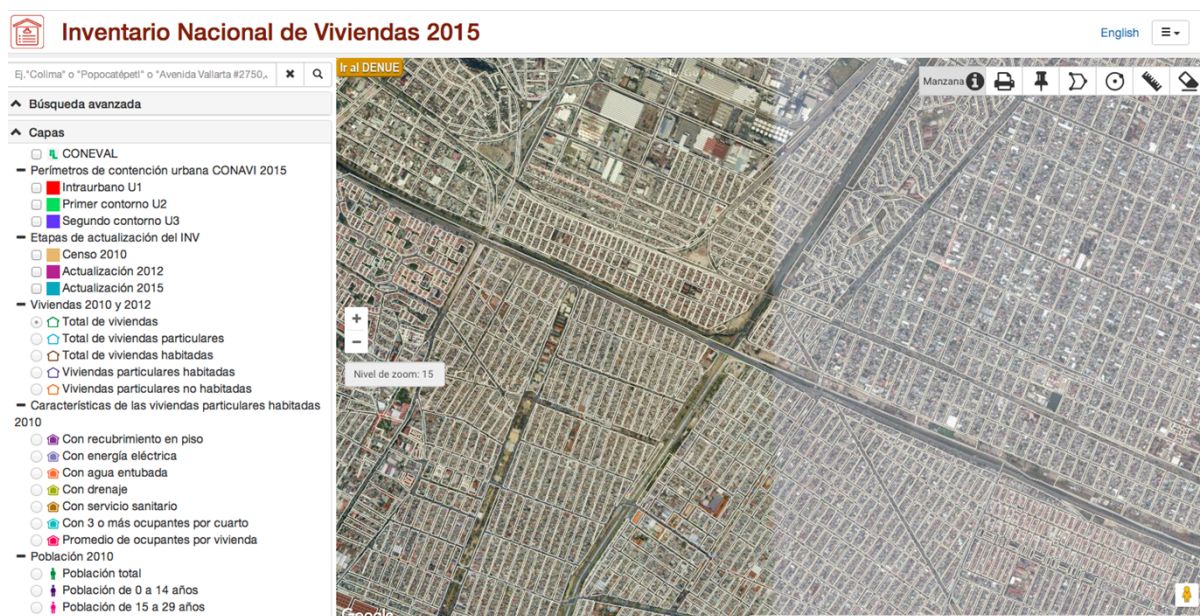 Inventario Nacional de Viviendas 2015
English
Ej."Colima" o "Popocatépetl" o "Avenida Vallarta #2750,
Ir al DENUE
Manzana
Búsqueda avanzada
Capas
CONEVAL
Perímetros de contención urbana CONAVI 2015
Intraurbano U1
Primer contorno U2
Segundo contorno U3
Etapas de actualización del INV
Censo 2010
Actualización 2012
Actualización 2015
Viviendas 2010 y 2012
Total de viviendas
Total de viviendas particulares
Total de viviendas habitadas
Viviendas particulares habitadas
Viviendas particulares no habitadas
Características de las viviendas particulares habitadas
2010
Con recubrimiento en piso
Con energía eléctrica
Con agua entubada
Con drenaje
Con servicio sanitario
Con 3 o más ocupantes por cuarto
Promedio de ocupantes por vivienda
Población 2010
Población total
Población de 0 a 14 años
Población de 15 a 29 años
+
−
Nivel de zoom: 15
Google